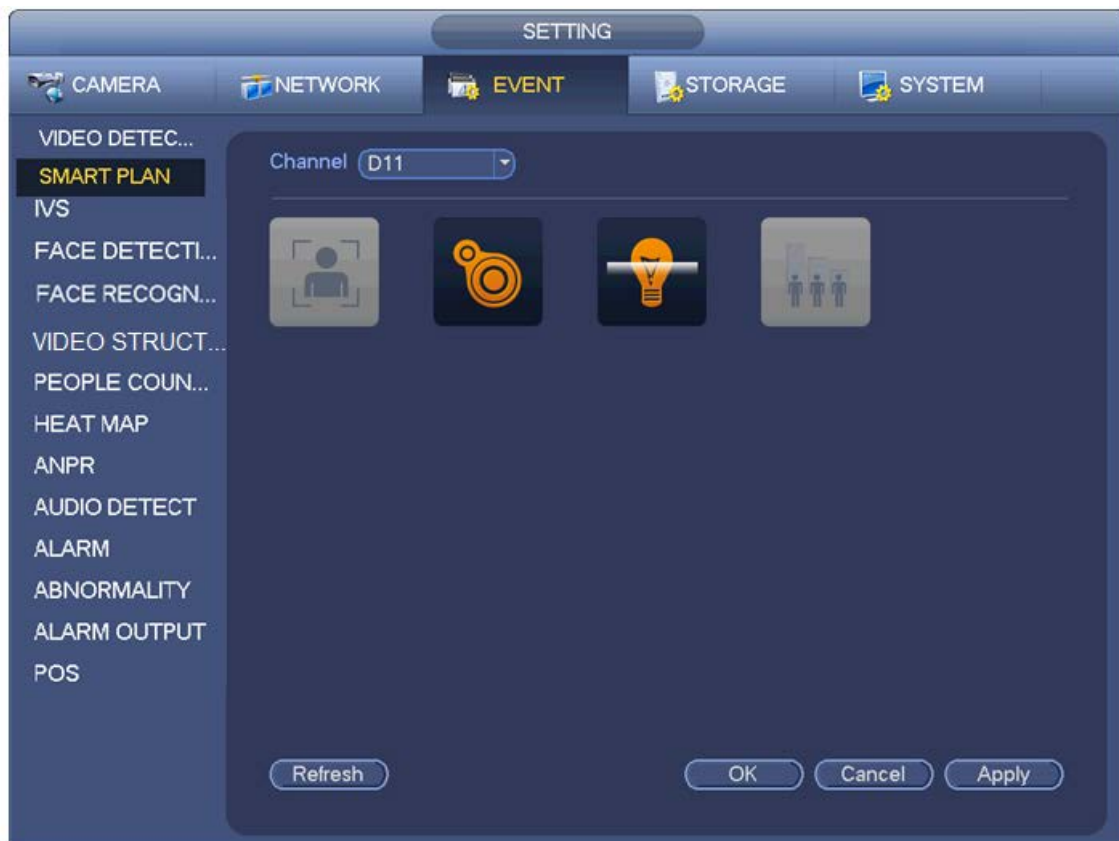 SETTING
CAMERA NETWORK EVENT STORAGE SYSTEM
VIDEO DETEC...
SMART PLAN
IVS
FACE DETECTI...
FACE RECOGN...
VIDEO STRUCT...
PEOPLE COUN...
HEAT MAP
ANPR
AUDIO DETECT
ALARM
ABNORMALITY
ALARM OUTPUT
POS
Channel D11
Refresh OK Cancel Apply